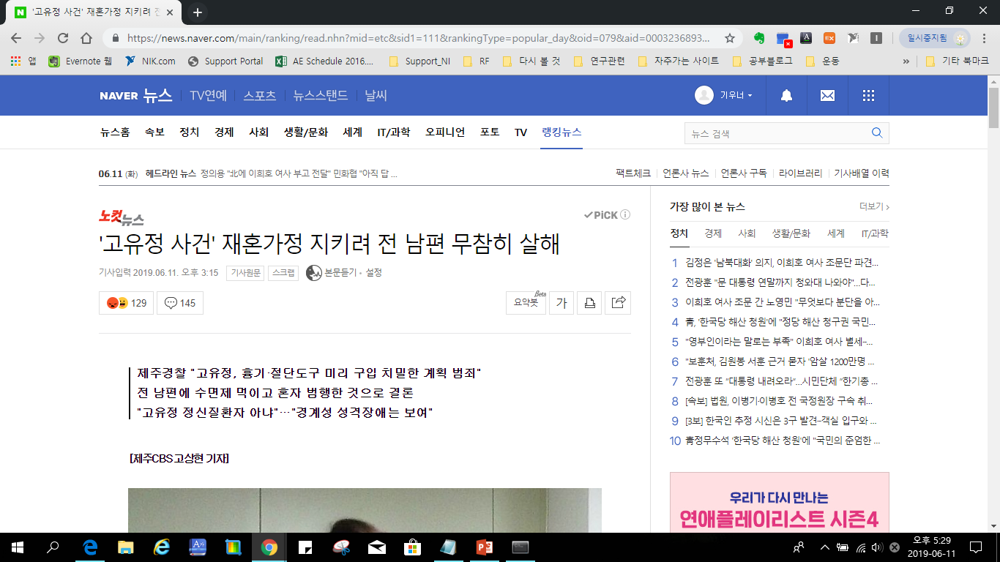 '고유정 사건' 재혼가정 지키려 전
https://news.naver.com/main/ranking/read.nhn?mid=etc&sid1=111&rankingType=popular_day&oid=079&aid=0003236893...
일시중지됨
앱 Evernote 웹 NIK.com Support Portal AE Schedule 2016.... Support_NI RF 다시 볼 것 연구관련 자주가는 사이트 공부블로그 운동 » 기타 북마크
NAVER 뉴스 TV연예 스포츠 뉴스스탠드 날씨 기우너
뉴스홈 속보 정치 경제 사회 생활/문화 세계 IT/과학 오피니언 포토 TV 랭킹뉴스 뉴스 검색
06.11 (화) 헤드라인 뉴스 정의용 "北에 이희호 여사 부고 전달" 민화협 "아직 답 ...
팩트체크 언론사 뉴스 언론사 구독 라이브러리 기사배열 이력
노컷뉴스
PiCK
'고유정 사건' 재혼가정 지키려 전 남편 무참히 살해
기사입력 2019.06.11. 오후 3:15 기사원문 스크랩 본문듣기 · 설정
129 145 요약봇 Beta 가
제주경찰 "고유정, 흉기·절단도구 미리 구입 치밀한 계획 범죄"
전 남편에 수면제 먹이고 혼자 범행한 것으로 결론
"고유정 정신질환자 아냐"…"경계성 성격장애는 보여"
[제주CBS 고상현 기자]
가장 많이 본 뉴스 더보기
정치 경제 사회 생활/문화 세계 IT/과학
1 김정은 '남북대화' 의지, 이희호 여사 조문단 파견...
2 전광훈 "문 대통령 연말까지 청와대 나와야"...다...
3 이희호 여사 조문 간 노영민 "무엇보다 분단을 아...
4 靑, '한국당 해산 청원'에 "정당 해산 청구권 국민...
5 "영부인이라는 말로는 부족" 이희호 여사 별세···
6 "보훈처, 김원봉 서훈 근거 묻자 '암살 1200만명 ...
7 전광훈 또 "대통령 내려오라"...시민단체 "한기총 ...
8 [속보] 법원, 이병기·이병호 전 국정원장 구속 취...
9 [3보] 한국인 추정 시신은 3구 발견··객실 입구와 ...
10 靑정무수석 '한국당 해산 청원'에 "국민의 준엄한 ...
우리가 다시 만나는
연애플레이리스트 시즌4
오후 5:29
2019-06-11